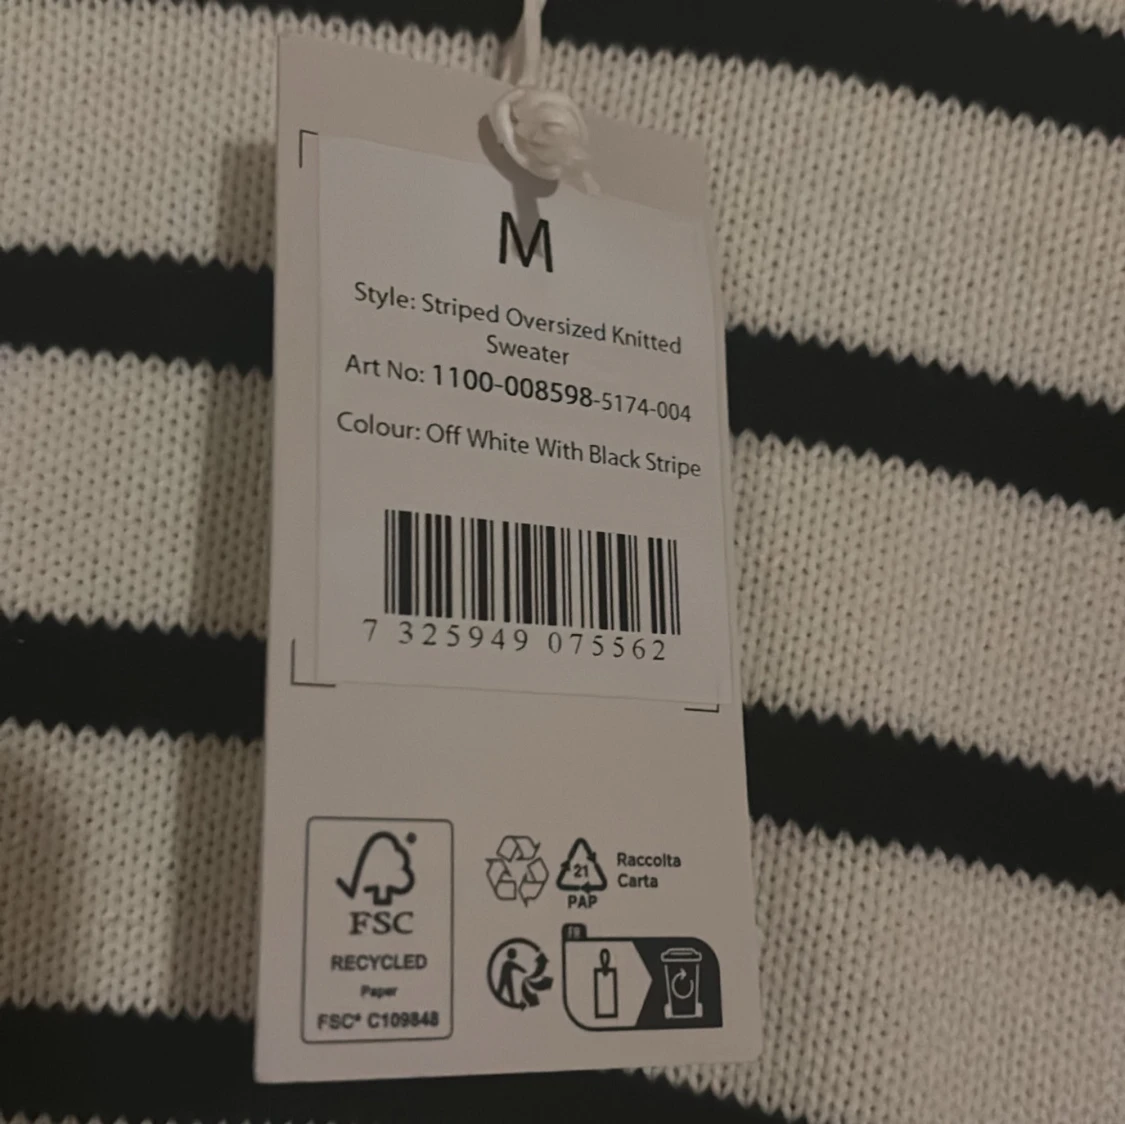 M
Style: Striped Oversized Knitted
Sweater
Art No: 1100-008598-5174-004
Colour: Off White With Black Stripe
7 325949 075562
FSC
RECYCLED
Paper
FSC® C109848
21
PAP
Raccolta
Carta
FR